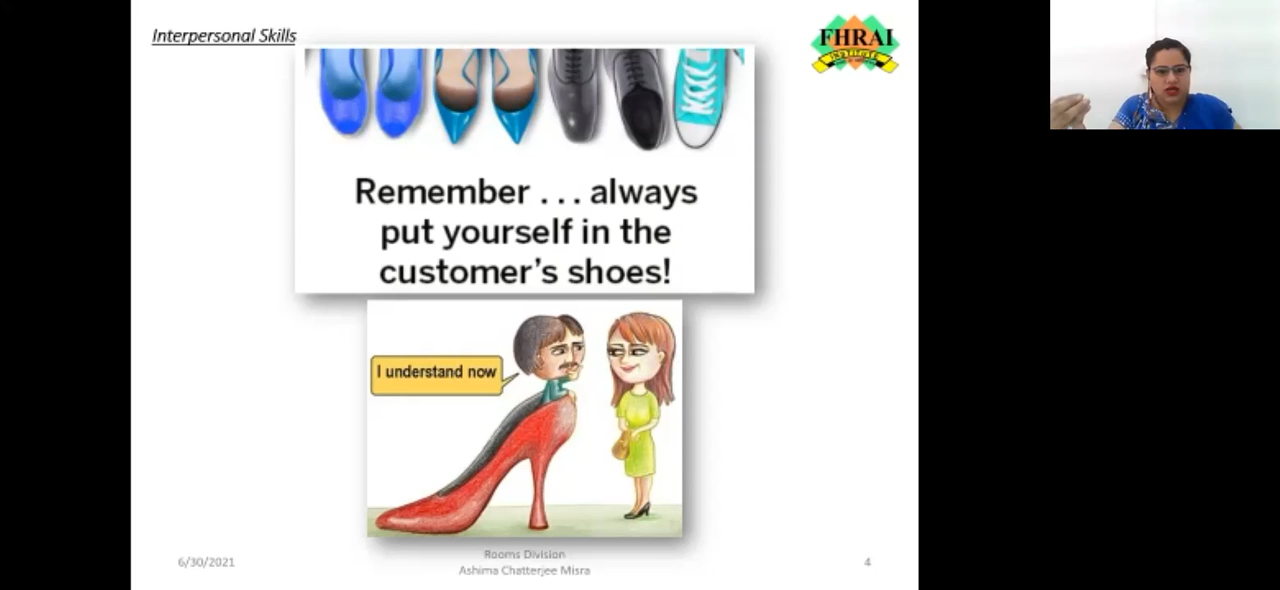 Interpersonal Skills
FHRAI
Remember . . . always
put yourself in the
customer's shoes!
I understand now
6/30/2021
Rooms Division
Ashima Chatterjee Misra
4